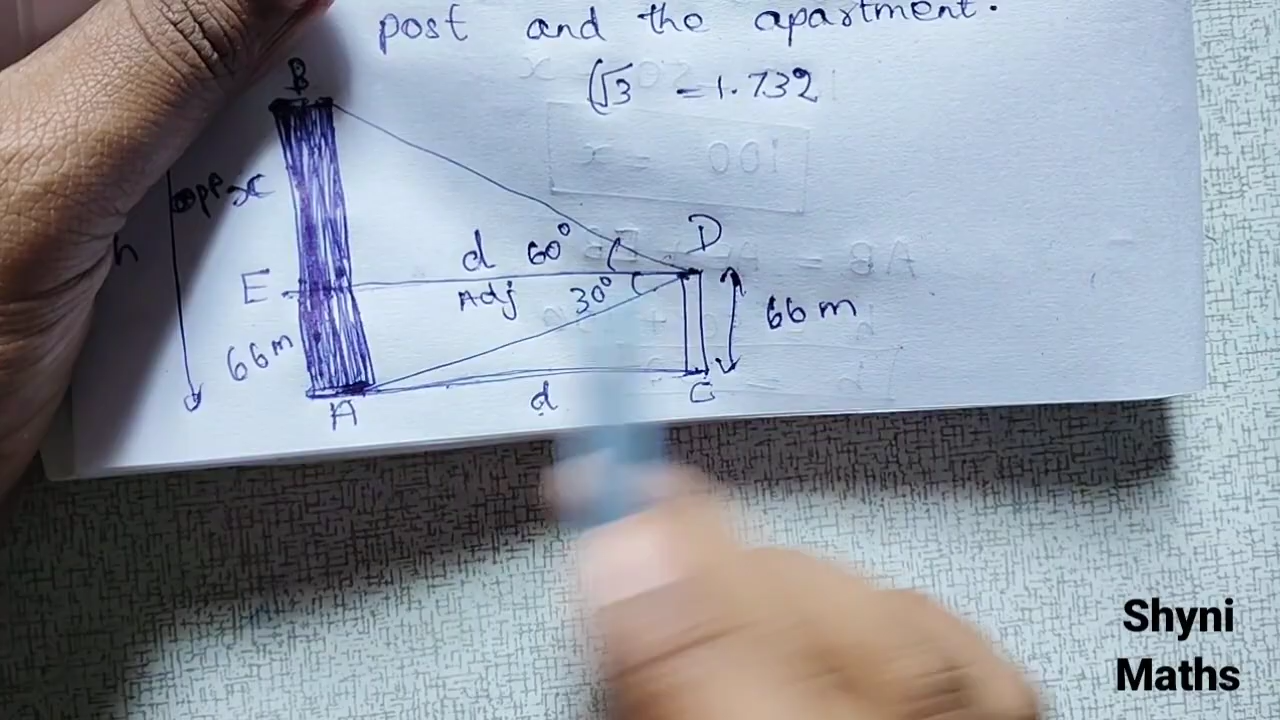 post and the apartment.
(√3 = 1.732
B
opp x
h
d 60°
D
E
Adj 30°
66 m
66 m
A
d
C
Shyni
Maths